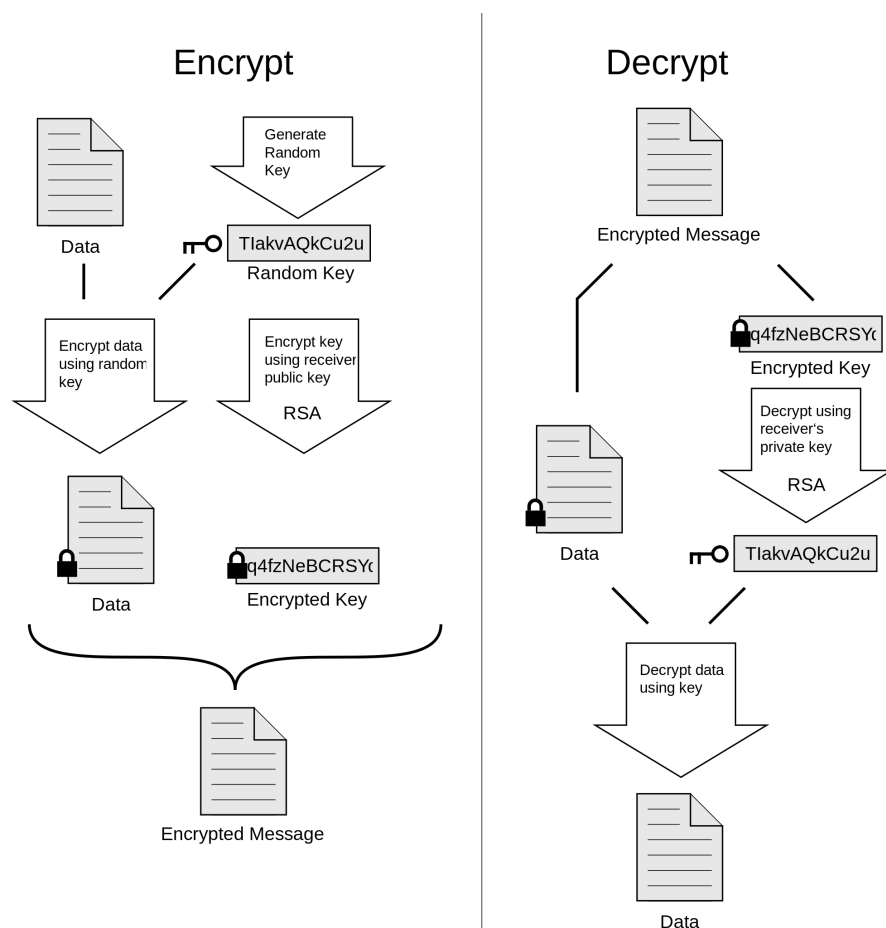 Encrypt
Generate
Random
Key
TIakvAQkCu2u
Data
Random Key
Encrypt data
using random
key
Encrypt key
using receiver
public key
RSA
q4fzNeBCRSY
Data
Encrypted Key
Encrypted Message
Decrypt
Encrypted Message
q4fzNeBCRSY
Encrypted Key
Decrypt using
receiver's
private key
RSA
TIakvAQkCu2u
Data
Decrypt data
using key
Data